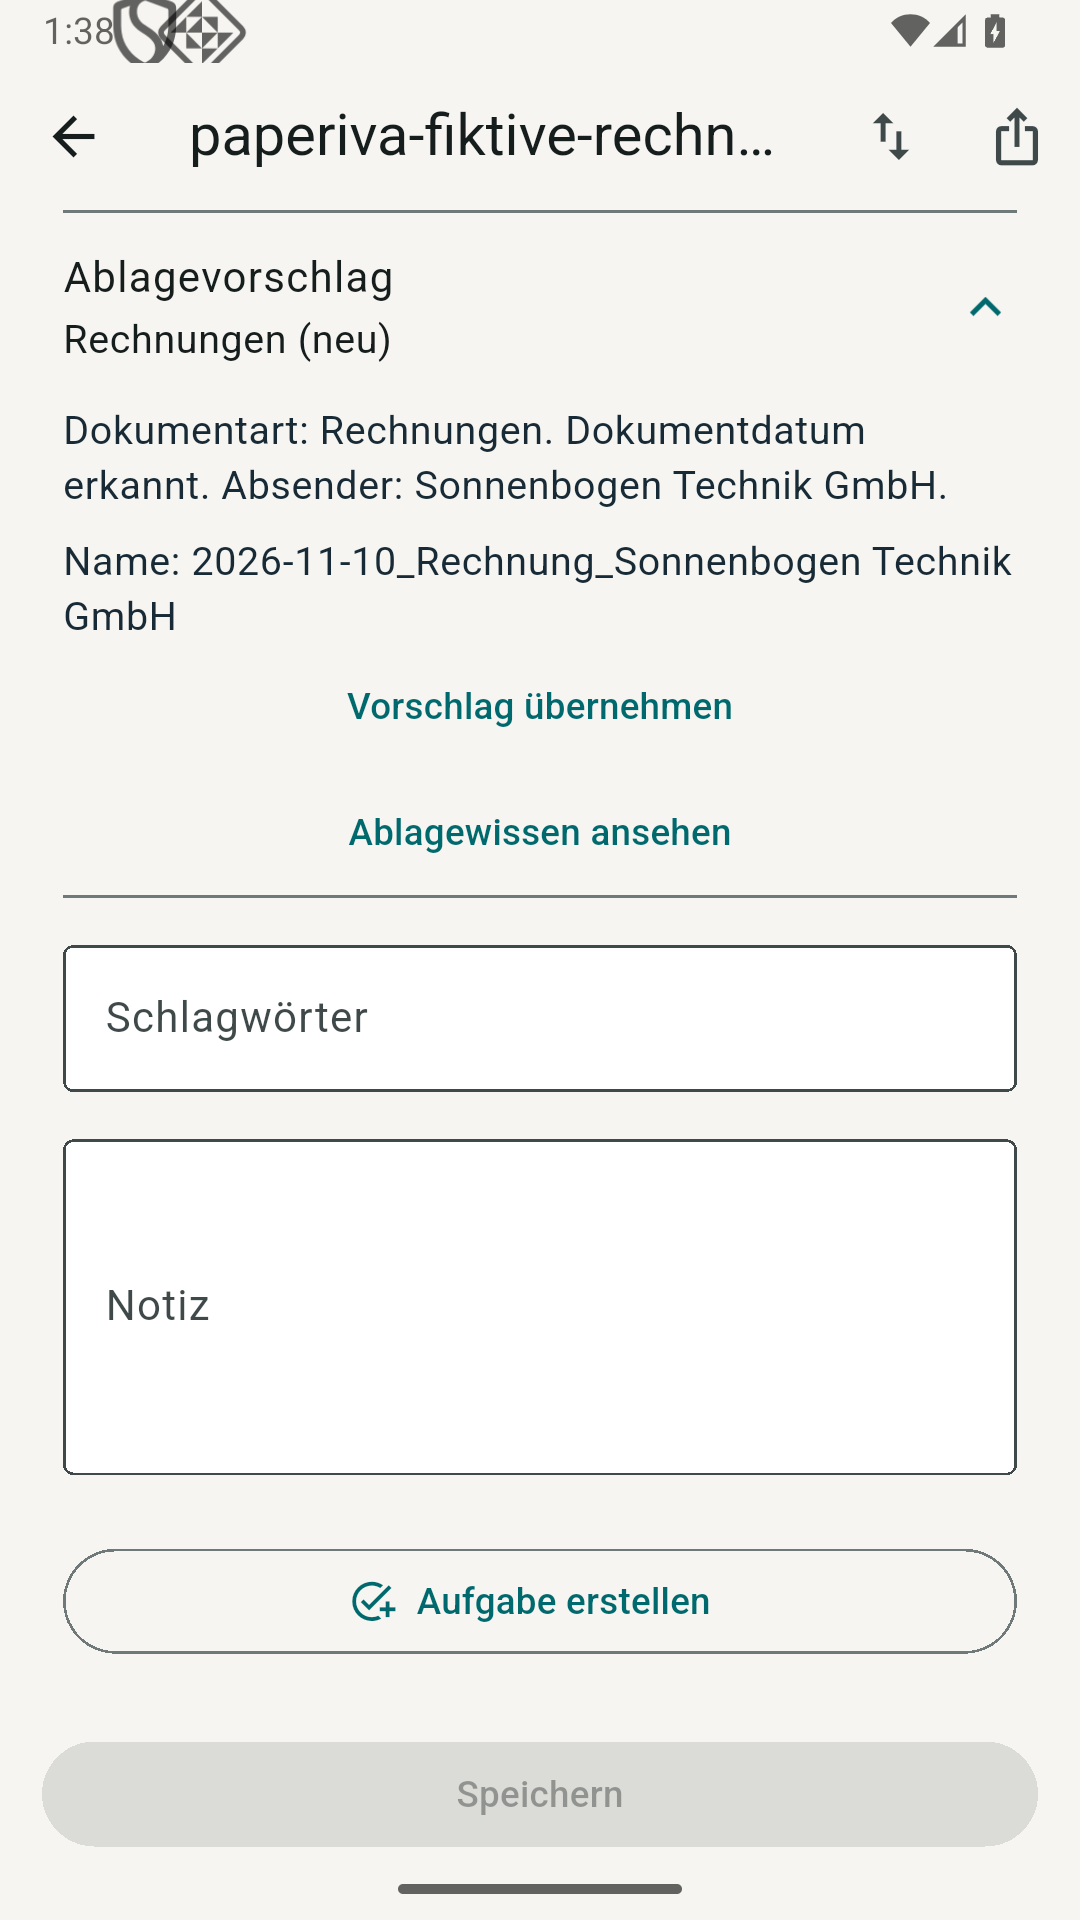 1:38
paperiva-fiktive-rechn…
Ablagevorschlag
Rechnungen (neu)
Dokumentart: Rechnungen. Dokumentdatum
erkannt. Absender: Sonnenbogen Technik GmbH.
Name: 2026-11-10_Rechnung_Sonnenbogen Technik
GmbH
Vorschlag übernehmen
Ablagewissen ansehen
Schlagwörter
Notiz
Aufgabe erstellen
Speichern